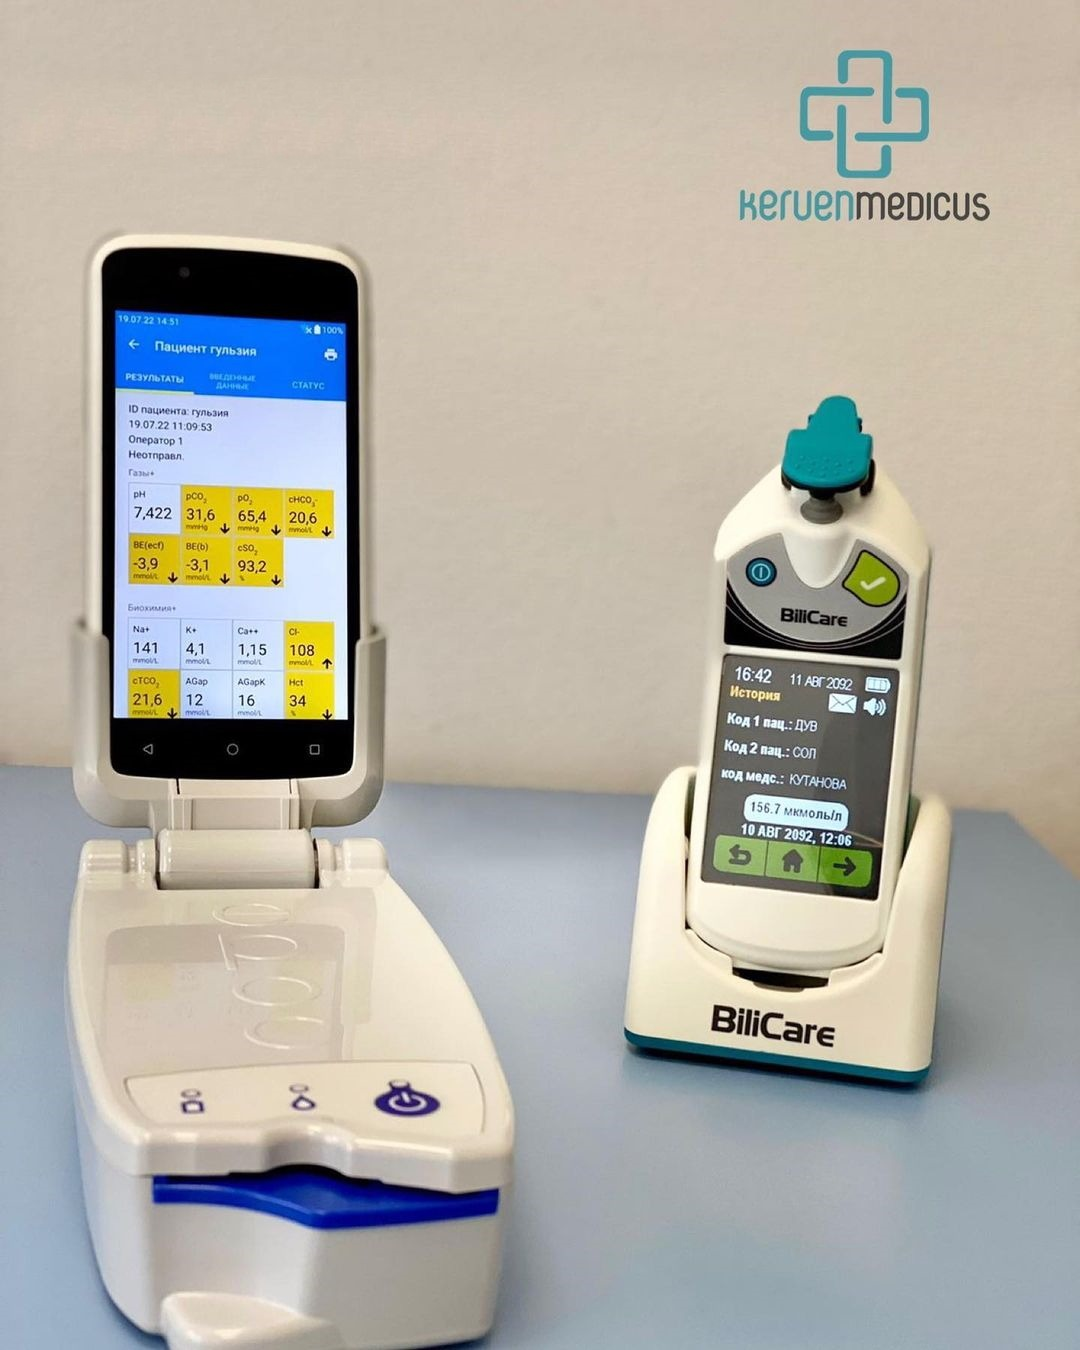 keruenmedicus
19.07.22 14:51
100%
Пациент гульзия
РЕЗУЛЬТАТЫ
ВВЕДЕННЫЕ
ДАННЫЕ
СТАТУС
ID пациента: гульзия
19.07.22 11:09:53
Оператор 1
Неотправл.
Газы+
pH pCO2 pO2 cHCO3-
7,422 31,6 65,4 20,6
mmHg mmHg mmol/L
BE(ecf) BE(b) cSO2
-3,9 -3,1 93,2
mmol/L mmol/L %
Биохимия+
Na+ K+ Ca++ Cl-
141 4,1 1,15 108
mmol/L mmol/L mmol/L mmol/L
cTCO2 AGap AGapK Hct
21,6 12 16 34
mmol/L mmol/L mmol/L %
BiliCare
16:42 11 АВГ 2092
История
Код 1 пац.: ДУВ
Код 2 пац.: СОЛ
код медс.: КУТАНОВА
156.7 мкмоль/л
10 АВГ 2092, 12:06
BiliCare